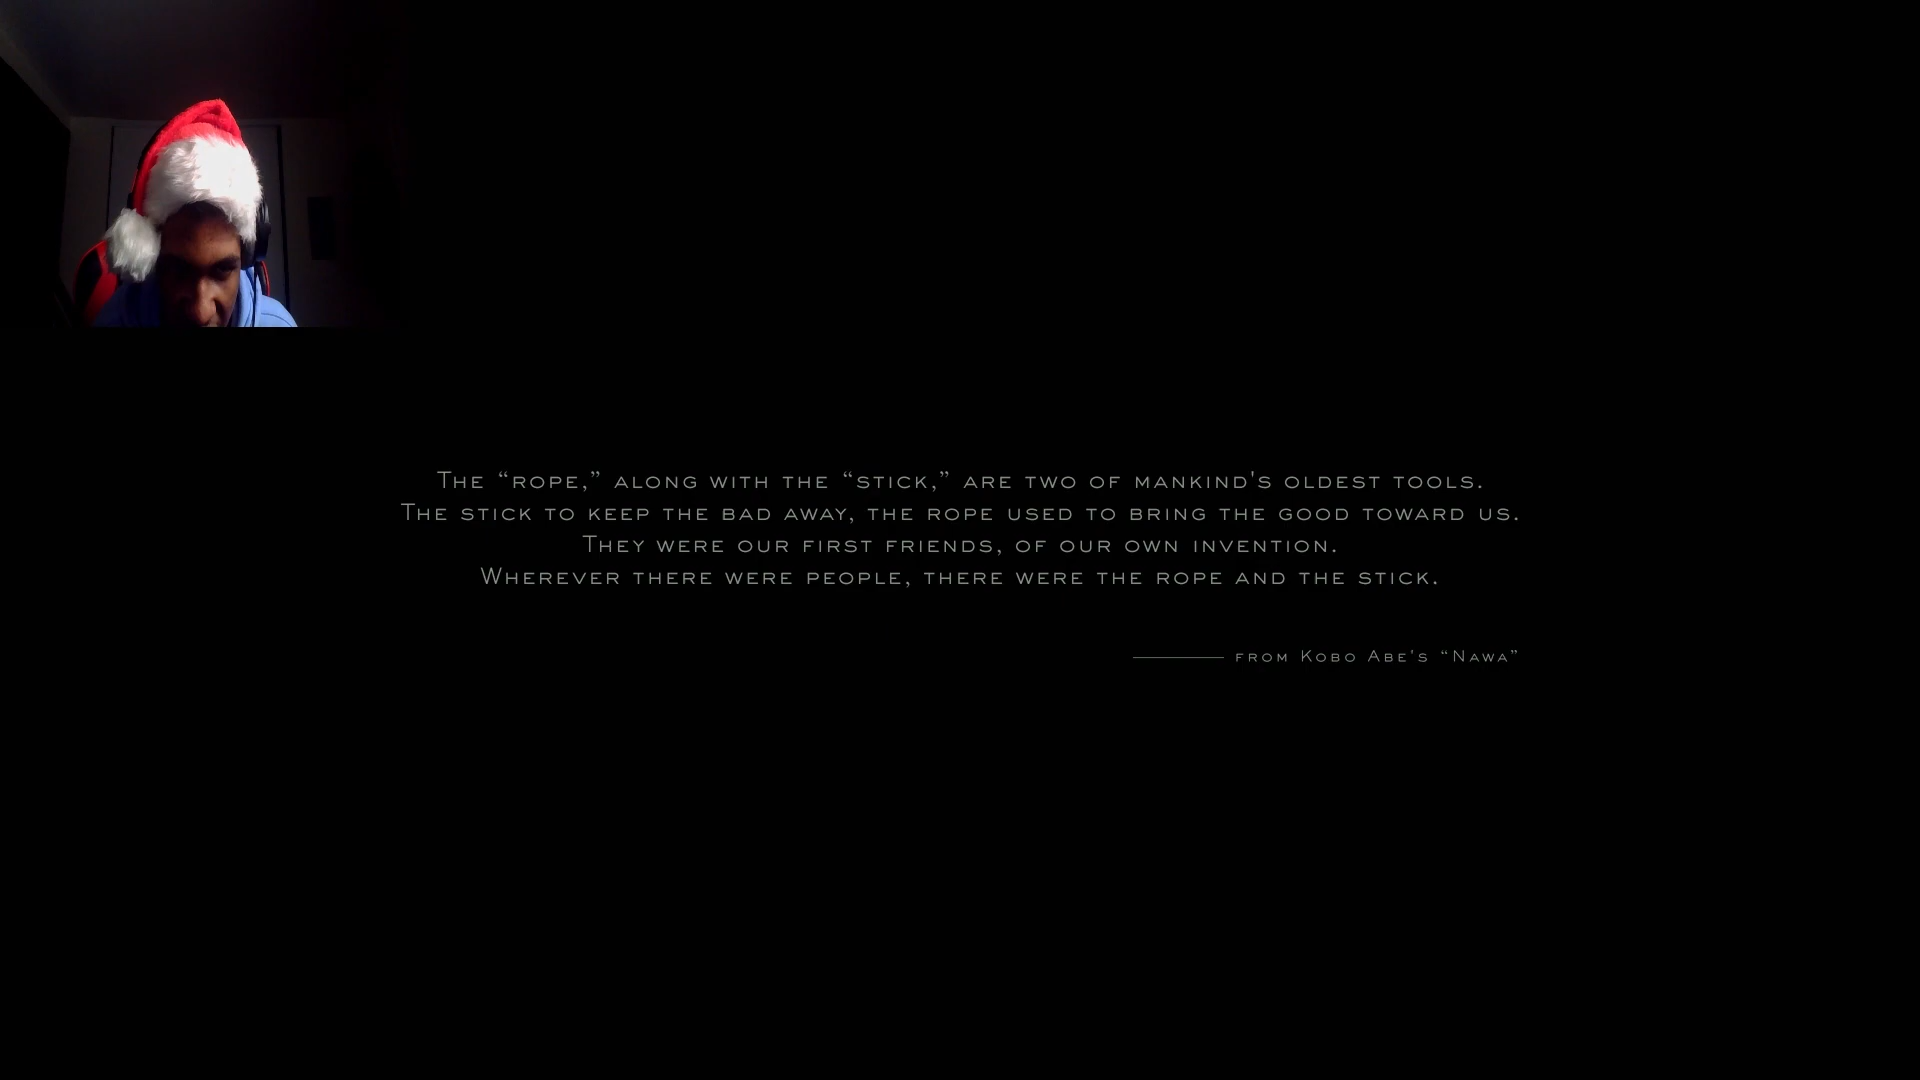 The “rope,” along with the “stick,” are two of mankind's oldest tools.
The stick to keep the bad away, the rope used to bring the good toward us.
They were our first friends, of our own invention.
Wherever there were people, there were the rope and the stick.
——— from Kobo Abe's “Nawa”